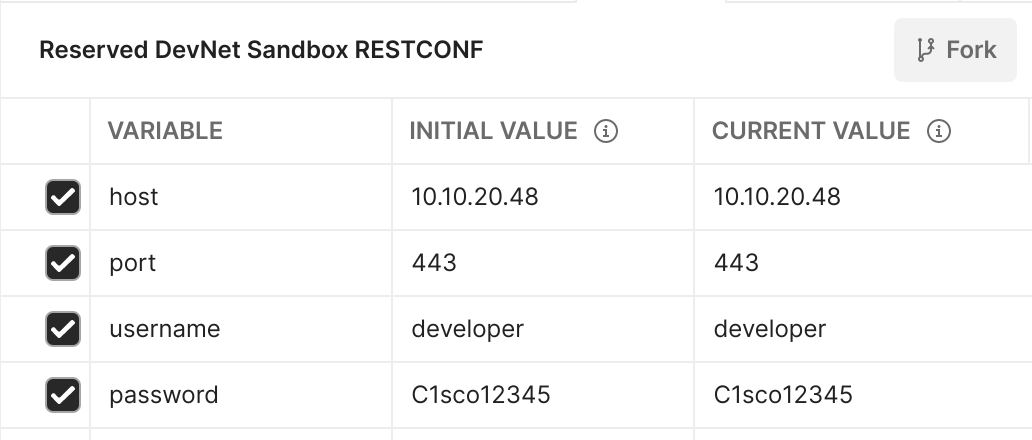 Reserved DevNet Sandbox RESTCONF Fork
VARIABLE INITIAL VALUE CURRENT VALUE
host 10.10.20.48 10.10.20.48
port 443 443
username developer developer
password C1sco12345 C1sco12345